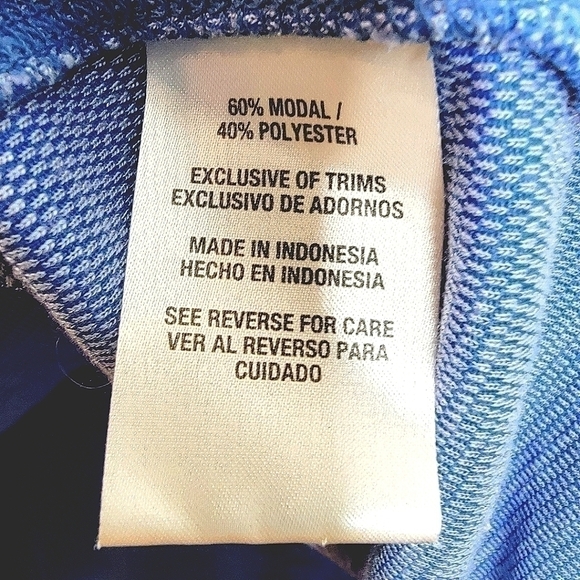 60% MODAL /
40% POLYESTER
EXCLUSIVE OF TRIMS
EXCLUSIVO DE ADORNOS
MADE IN INDONESIA
HECHO EN INDONESIA
SEE REVERSE FOR CARE
VER AL REVERSO PARA
CUIDADO